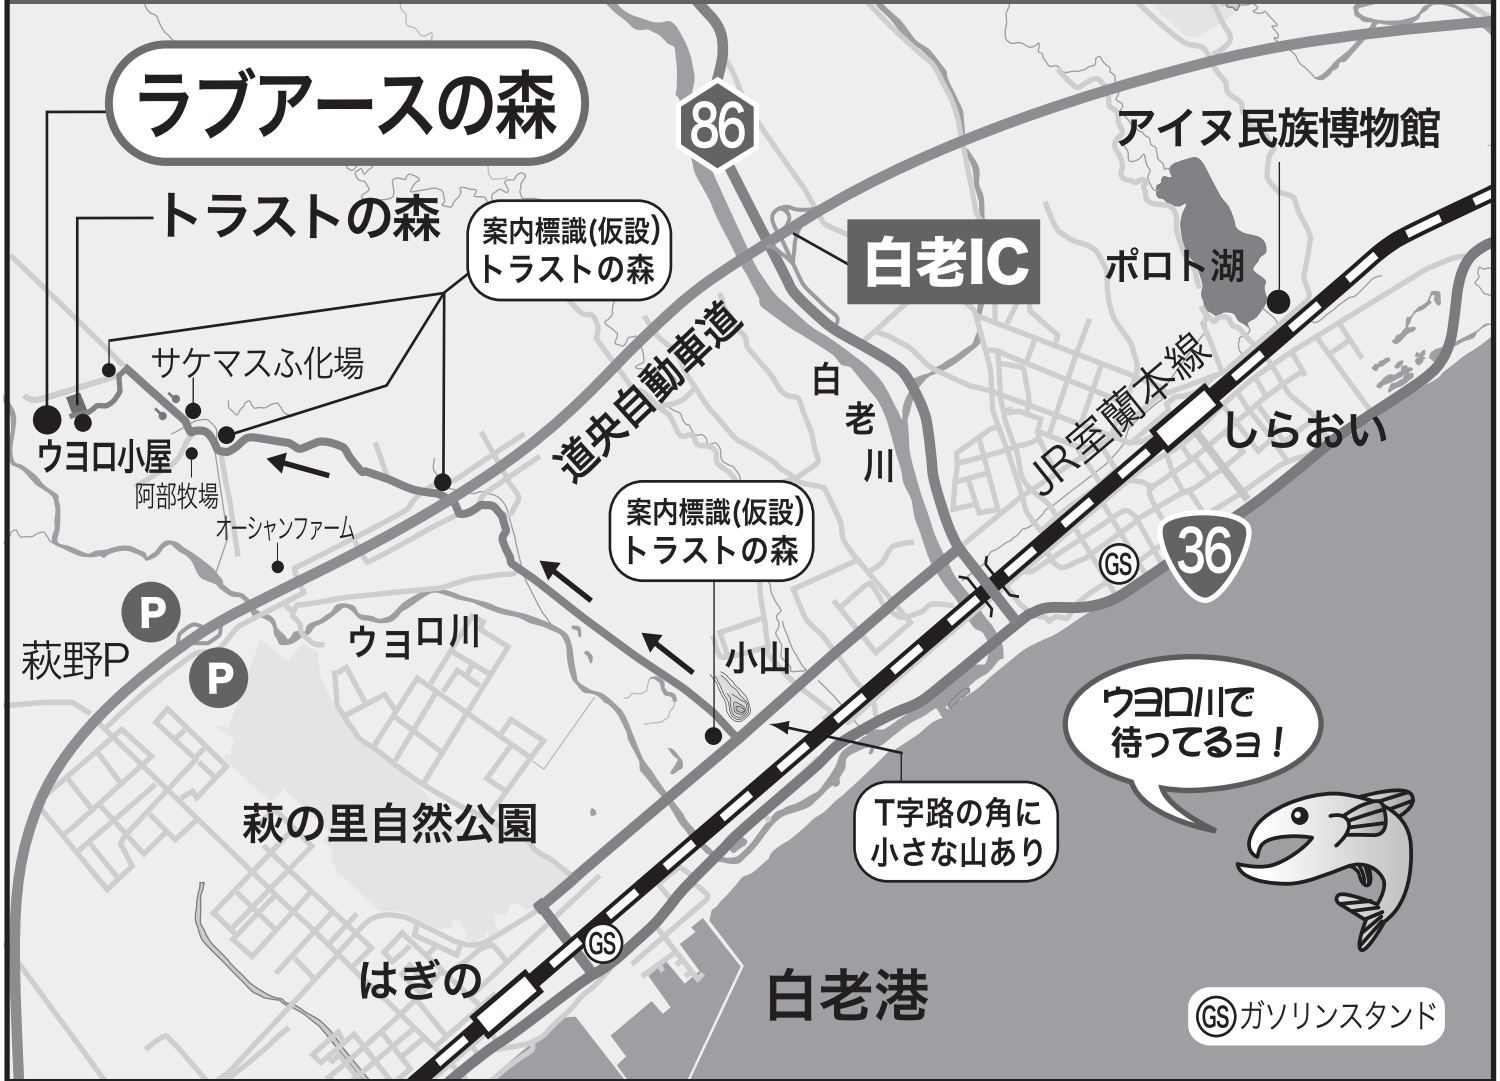 ラブアースの森
86
アイヌ民族博物館
トラストの森
案内標識(仮設)
トラストの森
白老IC
ポロト湖
道央自動車道
サケマスふ化場
白老川
JR室蘭本線
しらおい
ウヨロ小屋
阿部牧場
オーシャンファーム
案内標識(仮設)
トラストの森
GS
36
P
ウヨロ川
小山
萩野P
P
ウヨロ川で
待ってるョ!
T字路の角に
小さな山あり
萩の里自然公園
GS
はぎの
白老港
GSガソリンスタンド